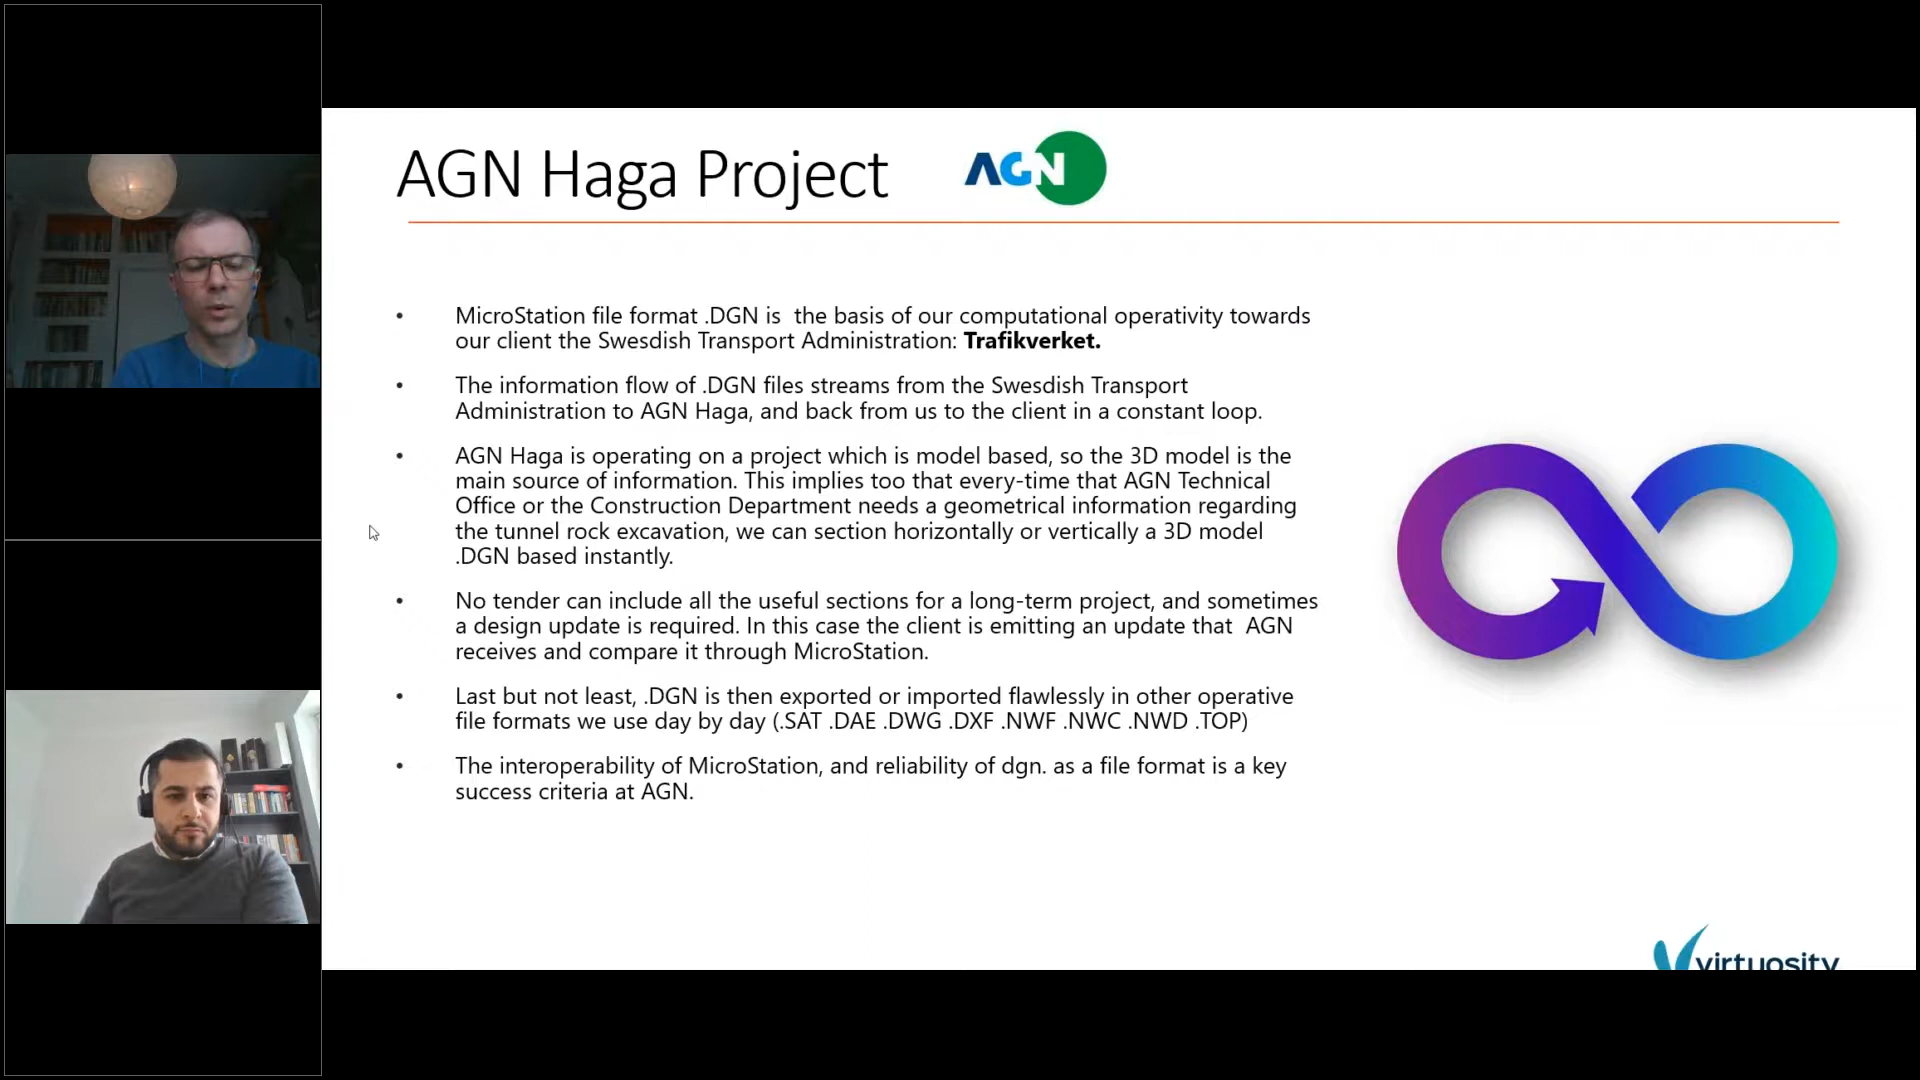 AGN Haga Project
AGN
• MicroStation file format .DGN is the basis of our computational operativity towards
our client the Swesdish Transport Administration: Trafikverket.
• The information flow of .DGN files streams from the Swesdish Transport
Administration to AGN Haga, and back from us to the client in a constant loop.
• AGN Haga is operating on a project which is model based, so the 3D model is the
main source of information. This implies too that every-time that AGN Technical
Office or the Construction Department needs a geometrical information regarding
the tunnel rock excavation, we can section horizontally or vertically a 3D model
.DGN based instantly.
• No tender can include all the useful sections for a long-term project, and sometimes
a design update is required. In this case the client is emitting an update that AGN
receives and compare it through MicroStation.
• Last but not least, .DGN is then exported or imported flawlessly in other operative
file formats we use day by day (.SAT .DAE .DWG .DXF .NWF .NWC .NWD .TOP)
• The interoperability of MicroStation, and reliability of dgn. as a file format is a key
success criteria at AGN.
virtuosity